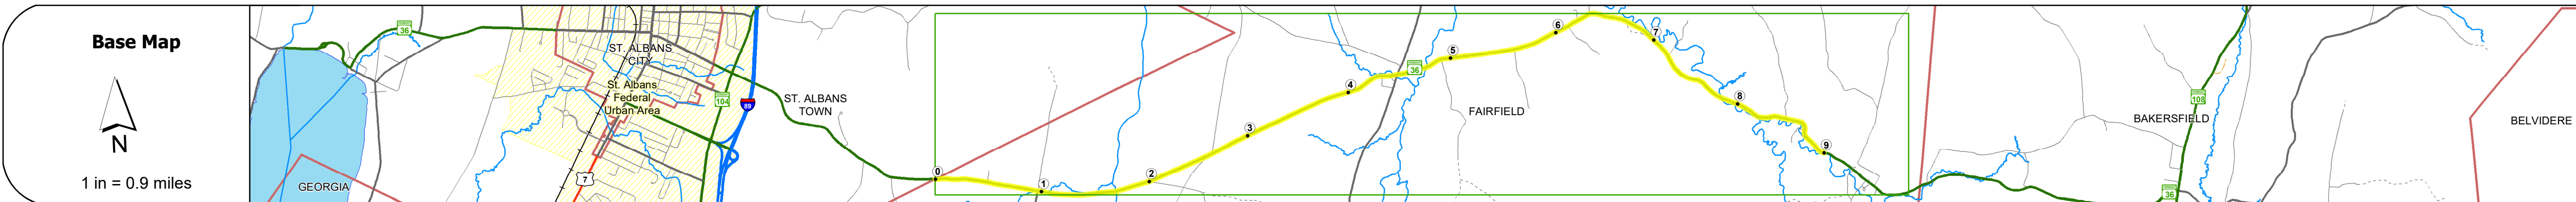 Base Map
N
1 in = 0.9 miles
36
GEORGIA
ST. ALBANS
CITY
St. Albans
Federal
Urban Area
7
104
89
ST. ALBANS
TOWN
0
1
2
3
4
36
5
FAIRFIELD
6
7
8
9
108
BAKERSFIELD
36
BELVIDERE